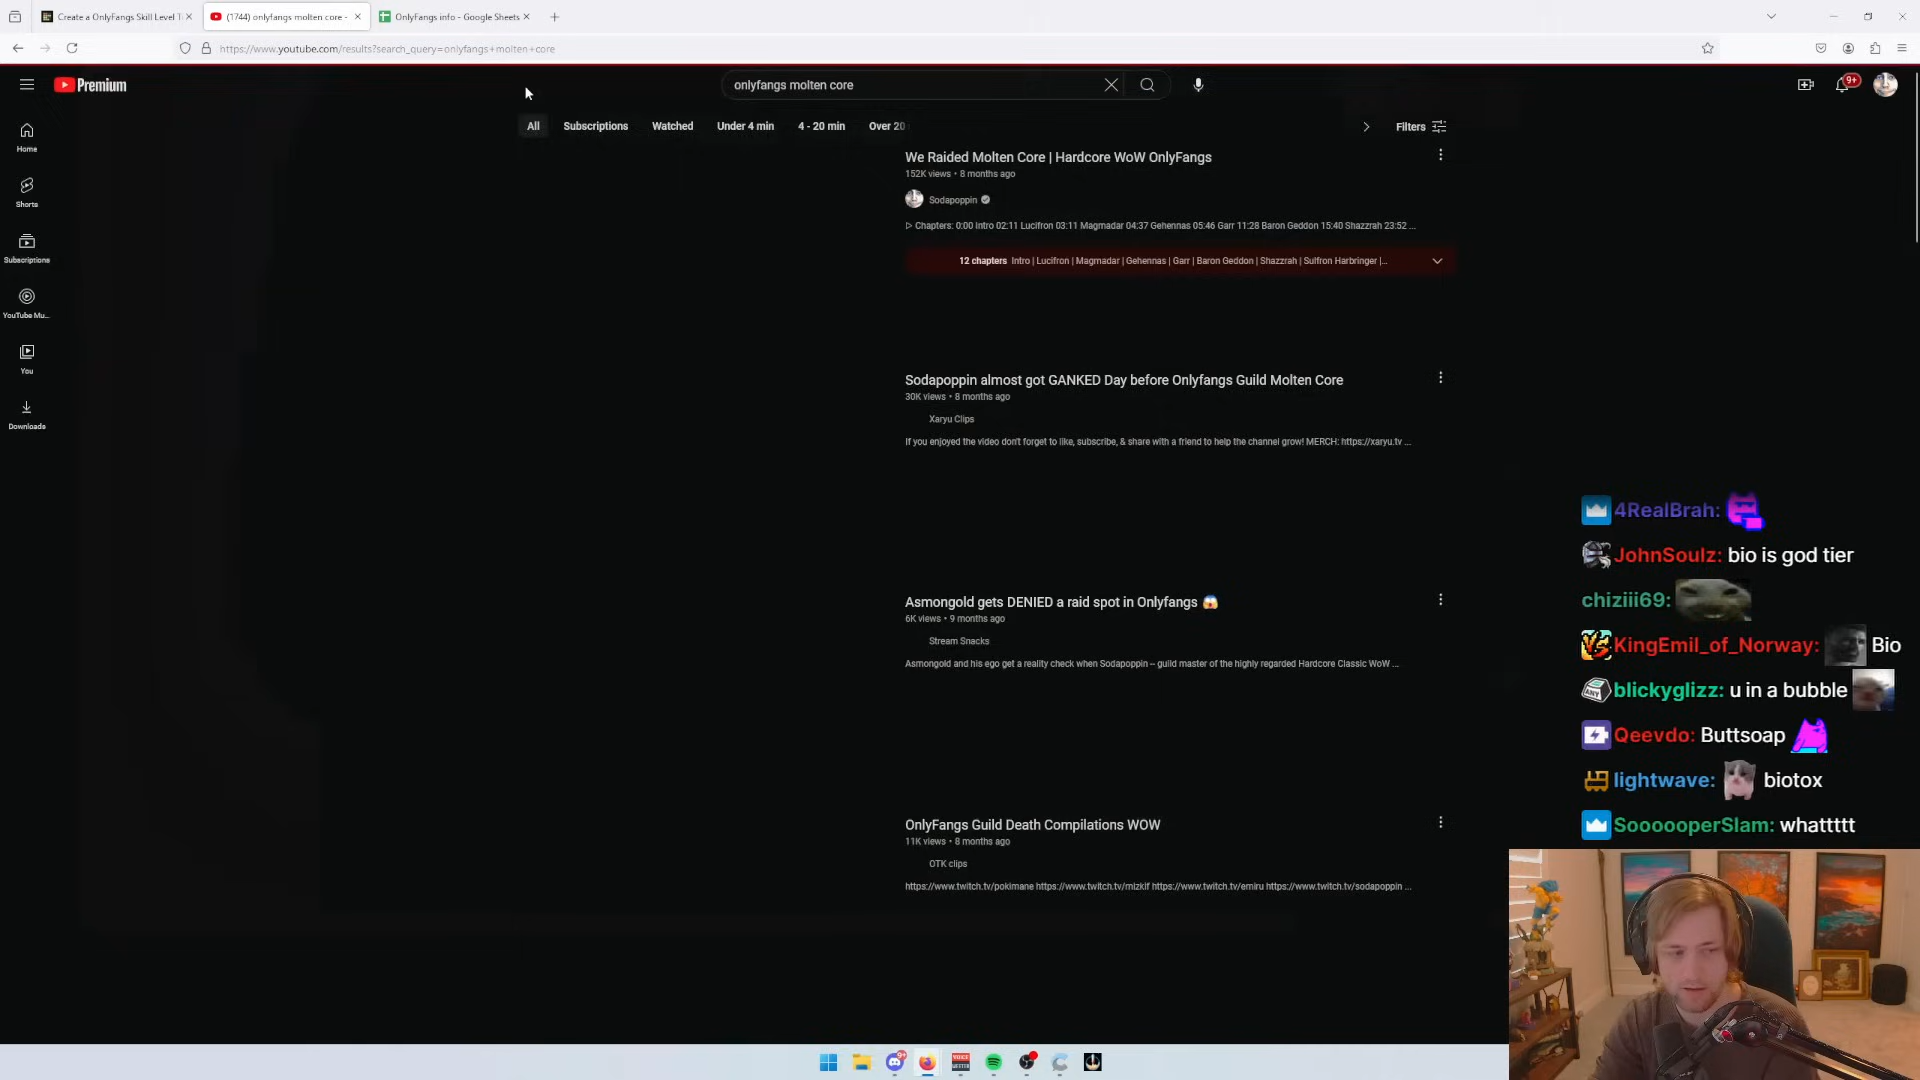 Create a OnlyFangs Skill Level T
(1744) onlyfangs molten core -
OnlyFangs info - Google Sheets
https://www.youtube.com/results?search_query=onlyfangs+molten+core
Premium
onlyfangs molten core
9+
All
Subscriptions
Watched
Under 4 min
4 - 20 min
Over 20
Filters
Home
Shorts
Subscriptions
YouTube Mu...
You
Downloads
We Raided Molten Core | Hardcore WoW OnlyFangs
152K views • 8 months ago
Sodapoppin
Chapters: 0:00 Intro 02:11 Lucifron 03:11 Magmadar 04:37 Gehennas 05:46 Garr 11:28 Baron Geddon 15:40 Shazzrah 23:52 ...
12 chapters Intro | Lucifron | Magmadar | Gehennas | Garr | Baron Geddon | Shazzrah | Sulfron Harbringer |...
Sodapoppin almost got GANKED Day before Onlyfangs Guild Molten Core
30K views • 8 months ago
Xaryu Clips
If you enjoyed the video don't forget to like, subscribe, & share with a friend to help the channel grow! MERCH: https://xaryu.tv ...
Asmongold gets DENIED a raid spot in Onlyfangs 😱
6K views • 9 months ago
Stream Snacks
Asmongold and his ego get a reality check when Sodapoppin -- guild master of the highly regarded Hardcore Classic WoW ...
OnlyFangs Guild Death Compilations WOW
11K views • 8 months ago
OTK clips
https://www.twitch.tv/pokimane https://www.twitch.tv/mizkif https://www.twitch.tv/emiru https://www.twitch.tv/sodapoppin ...
4RealBrah:
JohnSoulz: bio is god tier
chiziii69:
KingEmil_of_Norway: Bio
blickyglizz: u in a bubble
Qeevdo: Buttsoap
lightwave: biotox
SoooooperSlam: whattttt
9+